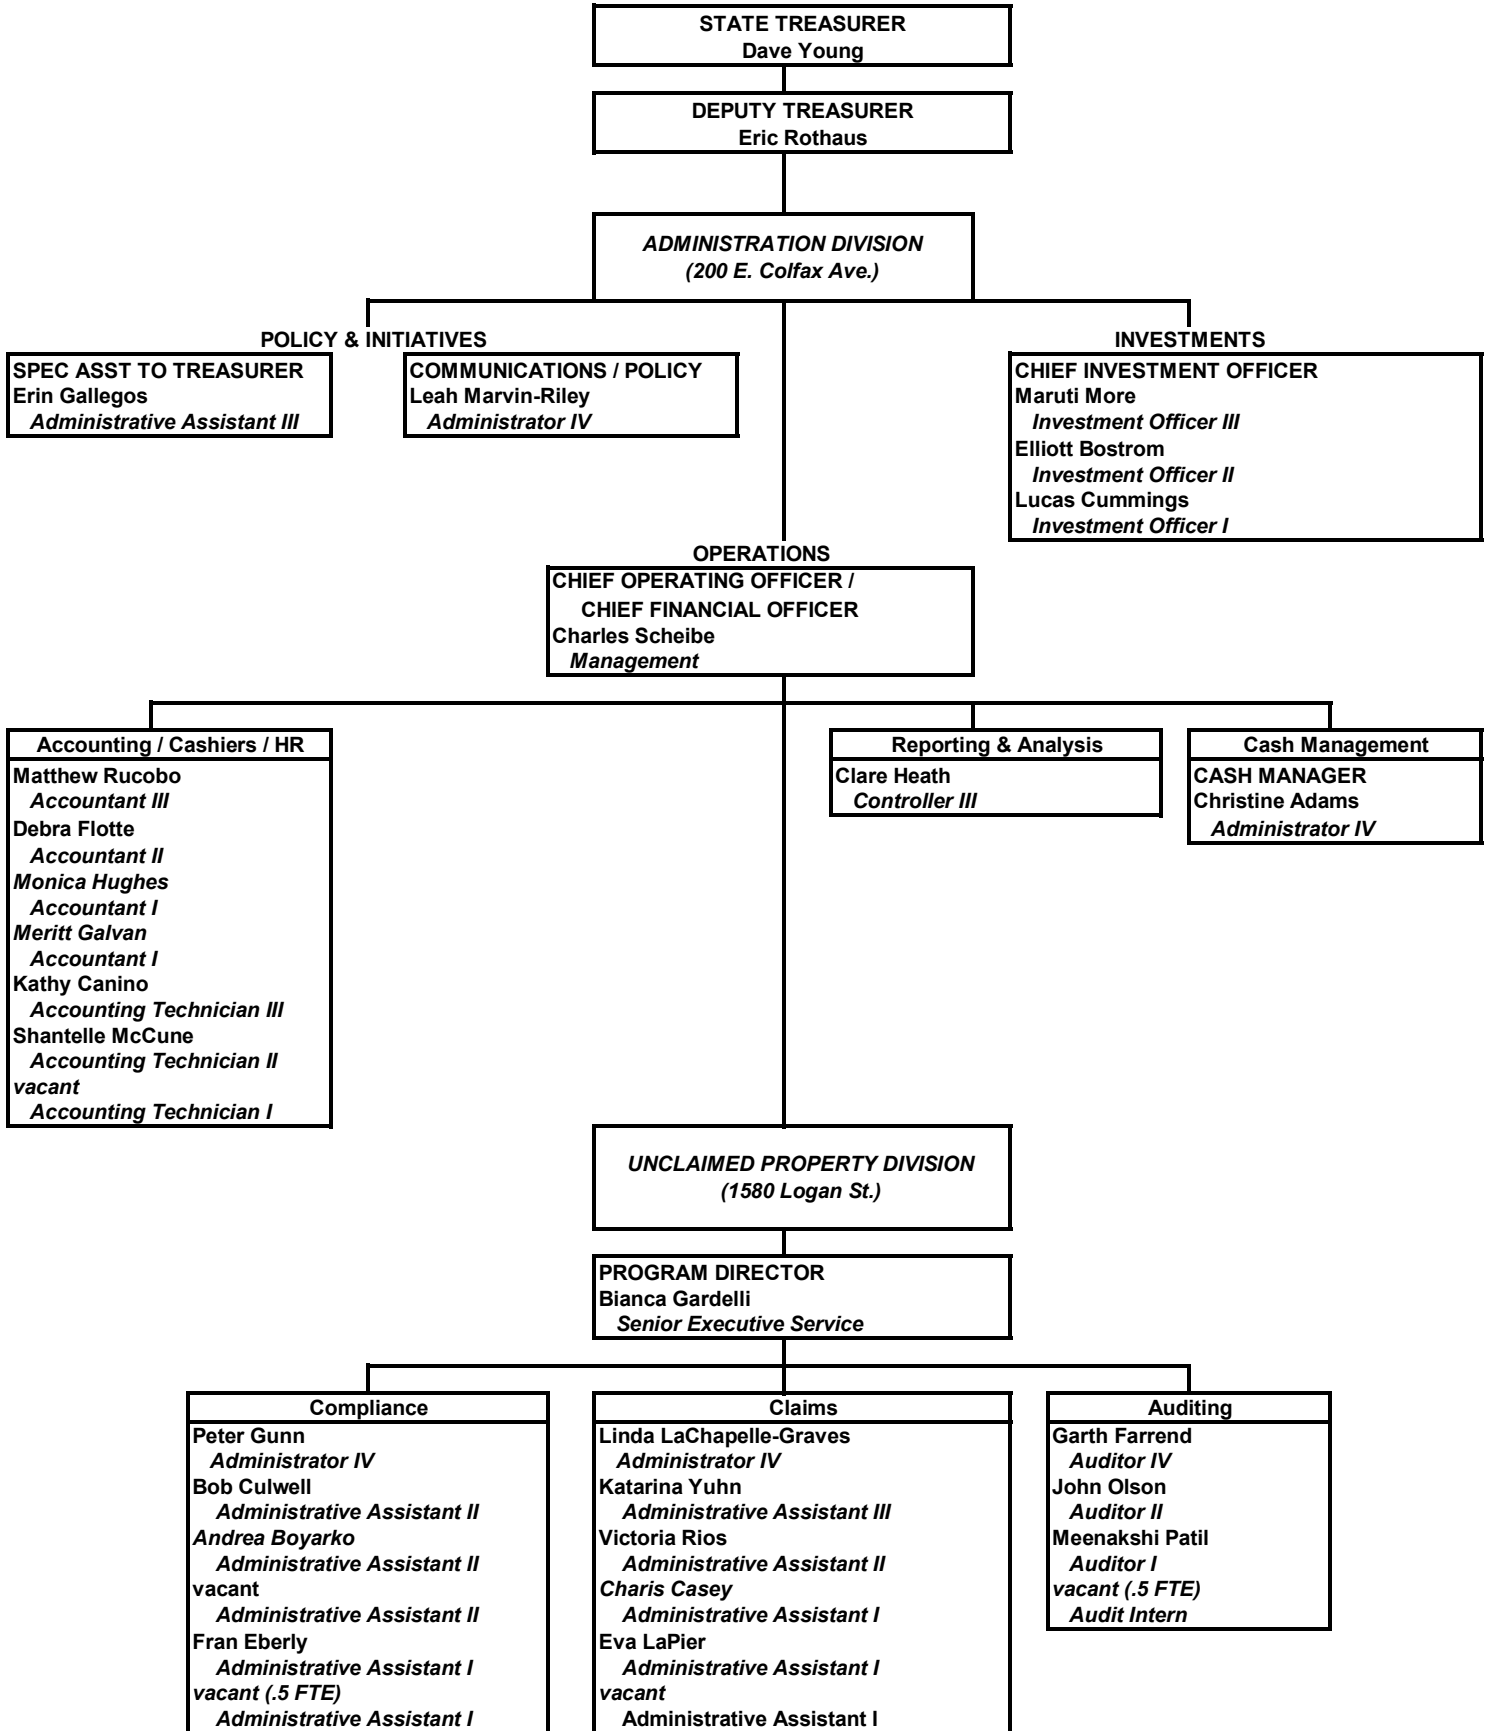 STATE TREASURER
Dave Young
DEPUTY TREASURER
Eric Rothaus
ADMINISTRATION DIVISION
(200 E. Colfax Ave.)
POLICY & INITIATIVES
SPEC ASST TO TREASURER
Erin Gallegos
Administrative Assistant III
COMMUNICATIONS / POLICY
Leah Marvin-Riley
Administrator IV
INVESTMENTS
CHIEF INVESTMENT OFFICER
Maruti More
Investment Officer III
Elliott Bostrom
Investment Officer II
Lucas Cummings
Investment Officer I
OPERATIONS
CHIEF OPERATING OFFICER /
CHIEF FINANCIAL OFFICER
Charles Scheibe
Management
Accounting / Cashiers / HR
Matthew Rucobo
Accountant III
Debra Flotte
Accountant II
Monica Hughes
Accountant I
Meritt Galvan
Accountant I
Kathy Canino
Accounting Technician III
Shantelle McCune
Accounting Technician II
vacant
Accounting Technician I
Reporting & Analysis
Clare Heath
Controller III
Cash Management
CASH MANAGER
Christine Adams
Administrator IV
UNCLAIMED PROPERTY DIVISION
(1580 Logan St.)
PROGRAM DIRECTOR
Bianca Gardelli
Senior Executive Service
Compliance
Peter Gunn
Administrator IV
Bob Culwell
Administrative Assistant II
Andrea Boyarko
Administrative Assistant II
vacant
Administrative Assistant II
Fran Eberly
Administrative Assistant I
vacant (.5 FTE)
Administrative Assistant I
Claims
Linda LaChapelle-Graves
Administrator IV
Katarina Yuhn
Administrative Assistant III
Victoria Rios
Administrative Assistant II
Charis Casey
Administrative Assistant I
Eva LaPier
Administrative Assistant I
vacant
Administrative Assistant I
Auditing
Garth Farrend
Auditor IV
John Olson
Auditor II
Meenakshi Patil
Auditor I
vacant (.5 FTE)
Audit Intern